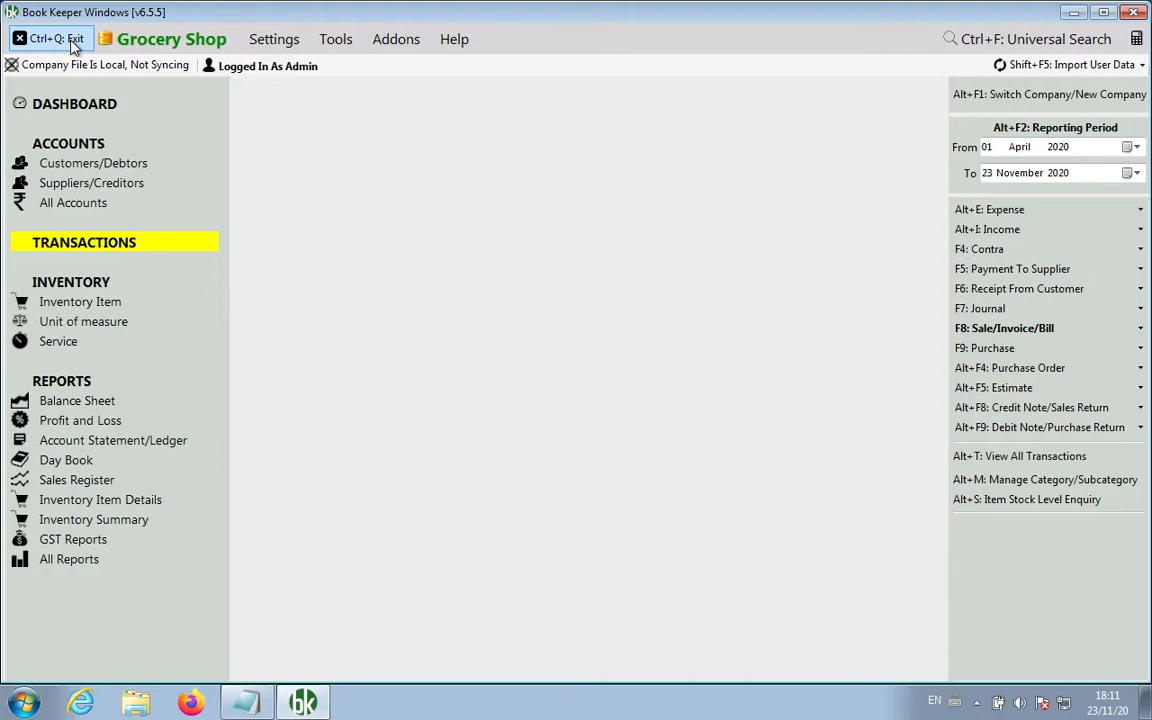 bk Book Keeper Windows [v6.5.5]
Ctrl+Q: Exit Grocery Shop Settings Tools Addons Help Ctrl+F: Universal Search
Company File Is Local, Not Syncing Logged In As Admin Shift+F5: Import User Data
DASHBOARD
ACCOUNTS
Customers/Debtors
Suppliers/Creditors
All Accounts
TRANSACTIONS
INVENTORY
Inventory Item
Unit of measure
Service
REPORTS
Balance Sheet
Profit and Loss
Account Statement/Ledger
Day Book
Sales Register
Inventory Item Details
Inventory Summary
GST Reports
All Reports
Alt+F1: Switch Company/New Company
Alt+F2: Reporting Period
From 01 April 2020
To 23 November 2020
Alt+E: Expense
Alt+I: Income
F4: Contra
F5: Payment To Supplier
F6: Receipt From Customer
F7: Journal
F8: Sale/Invoice/Bill
F9: Purchase
Alt+F4: Purchase Order
Alt+F5: Estimate
Alt+F8: Credit Note/Sales Return
Alt+F9: Debit Note/Purchase Return
Alt+T: View All Transactions
Alt+M: Manage Category/Subcategory
Alt+S: Item Stock Level Enquiry
bk
EN
18:11
23/11/20